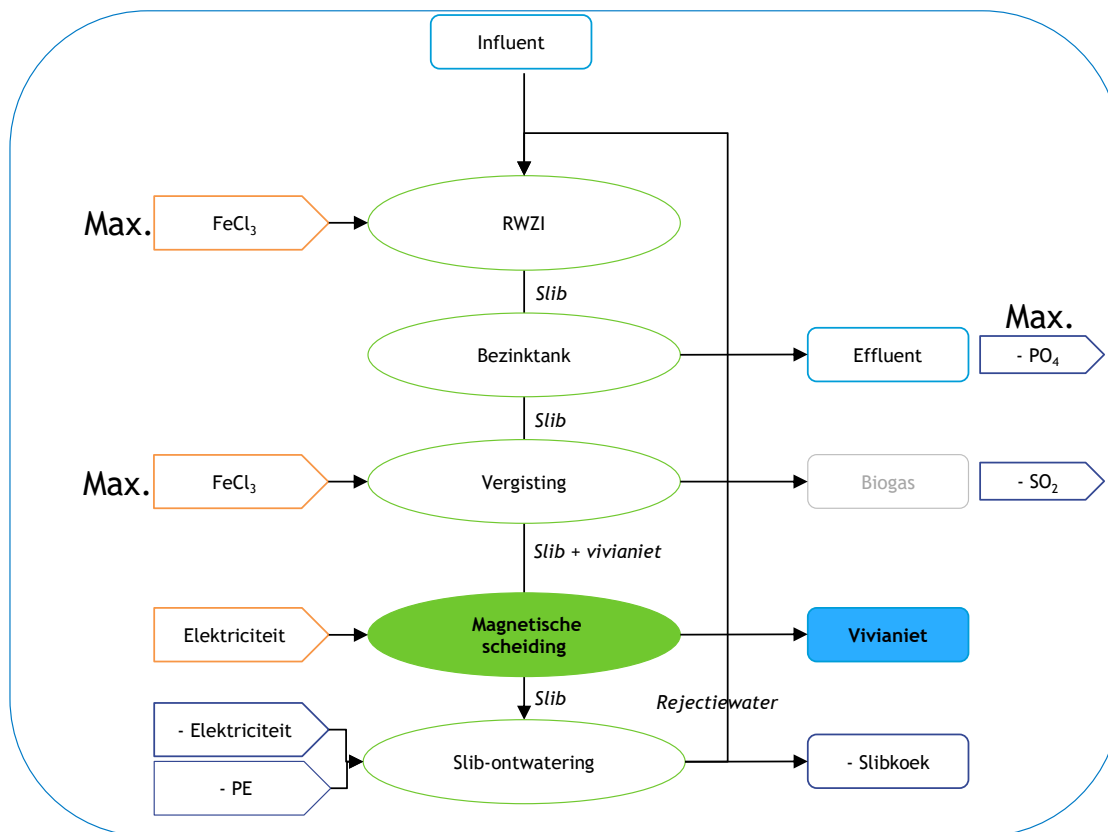 Influent
Max.
FeCl₃
RWZI
Slib
Max.
Bezinktank
Effluent
- PO₄
Slib
Max.
FeCl₃
Vergisting
Biogas
- SO₂
Slib + vivianiet
Elektriciteit
Magnetische
scheiding
Vivianiet
Slib
Rejectiewater
- Elektriciteit
- PE
Slib-ontwatering
- Slibkoek